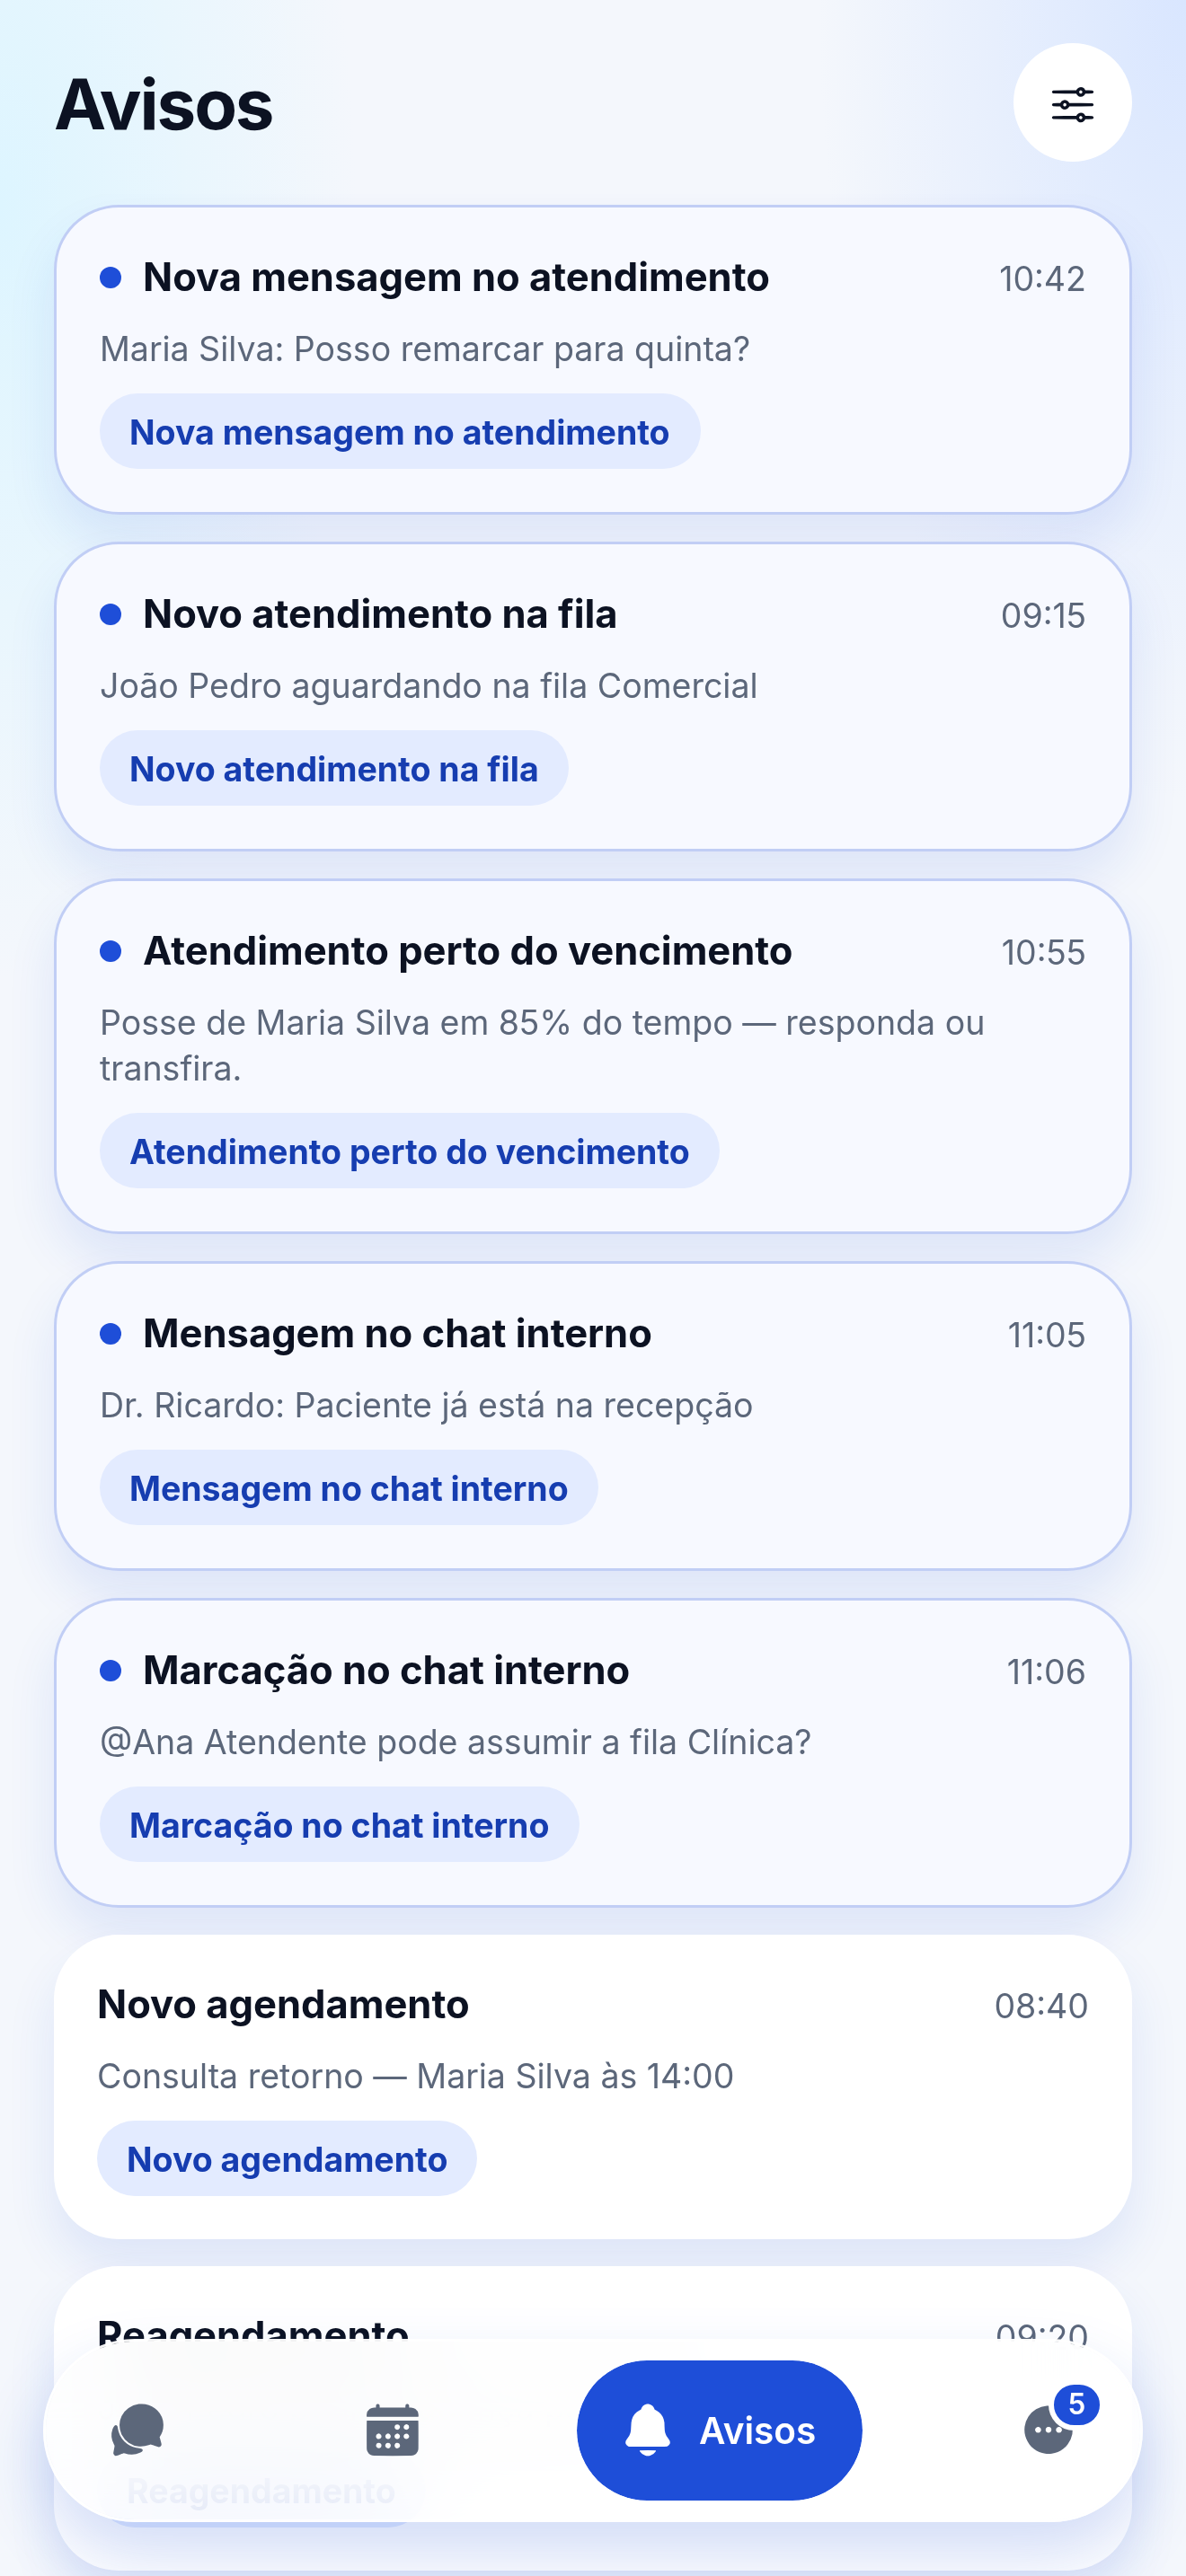 Avisos
Nova mensagem no atendimento 10:42
Maria Silva: Posso remarcar para quinta?
Nova mensagem no atendimento
Novo atendimento na fila 09:15
João Pedro aguardando na fila Comercial
Novo atendimento na fila
Atendimento perto do vencimento 10:55
Posse de Maria Silva em 85% do tempo — responda ou
transfira.
Atendimento perto do vencimento
Mensagem no chat interno 11:05
Dr. Ricardo: Paciente já está na recepção
Mensagem no chat interno
Marcação no chat interno 11:06
@Ana Atendente pode assumir a fila Clínica?
Marcação no chat interno
Novo agendamento 08:40
Consulta retorno — Maria Silva às 14:00
Novo agendamento
Reagendamento 09:20
Avisos 5
Reagendamento